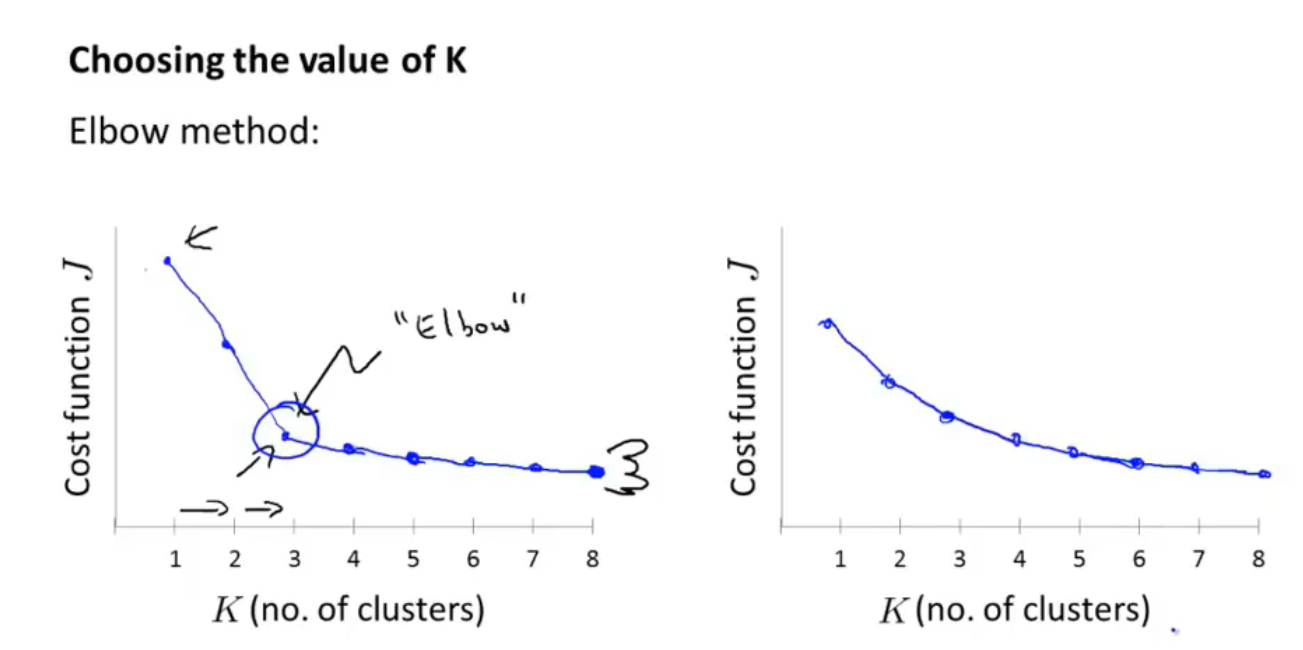 Choosing the value of K
Elbow method:
"Elbow"
Cost function J
1 2 3 4 5 6 7 8
K (no. of clusters)
Cost function J
1 2 3 4 5 6 7 8
K (no. of clusters)